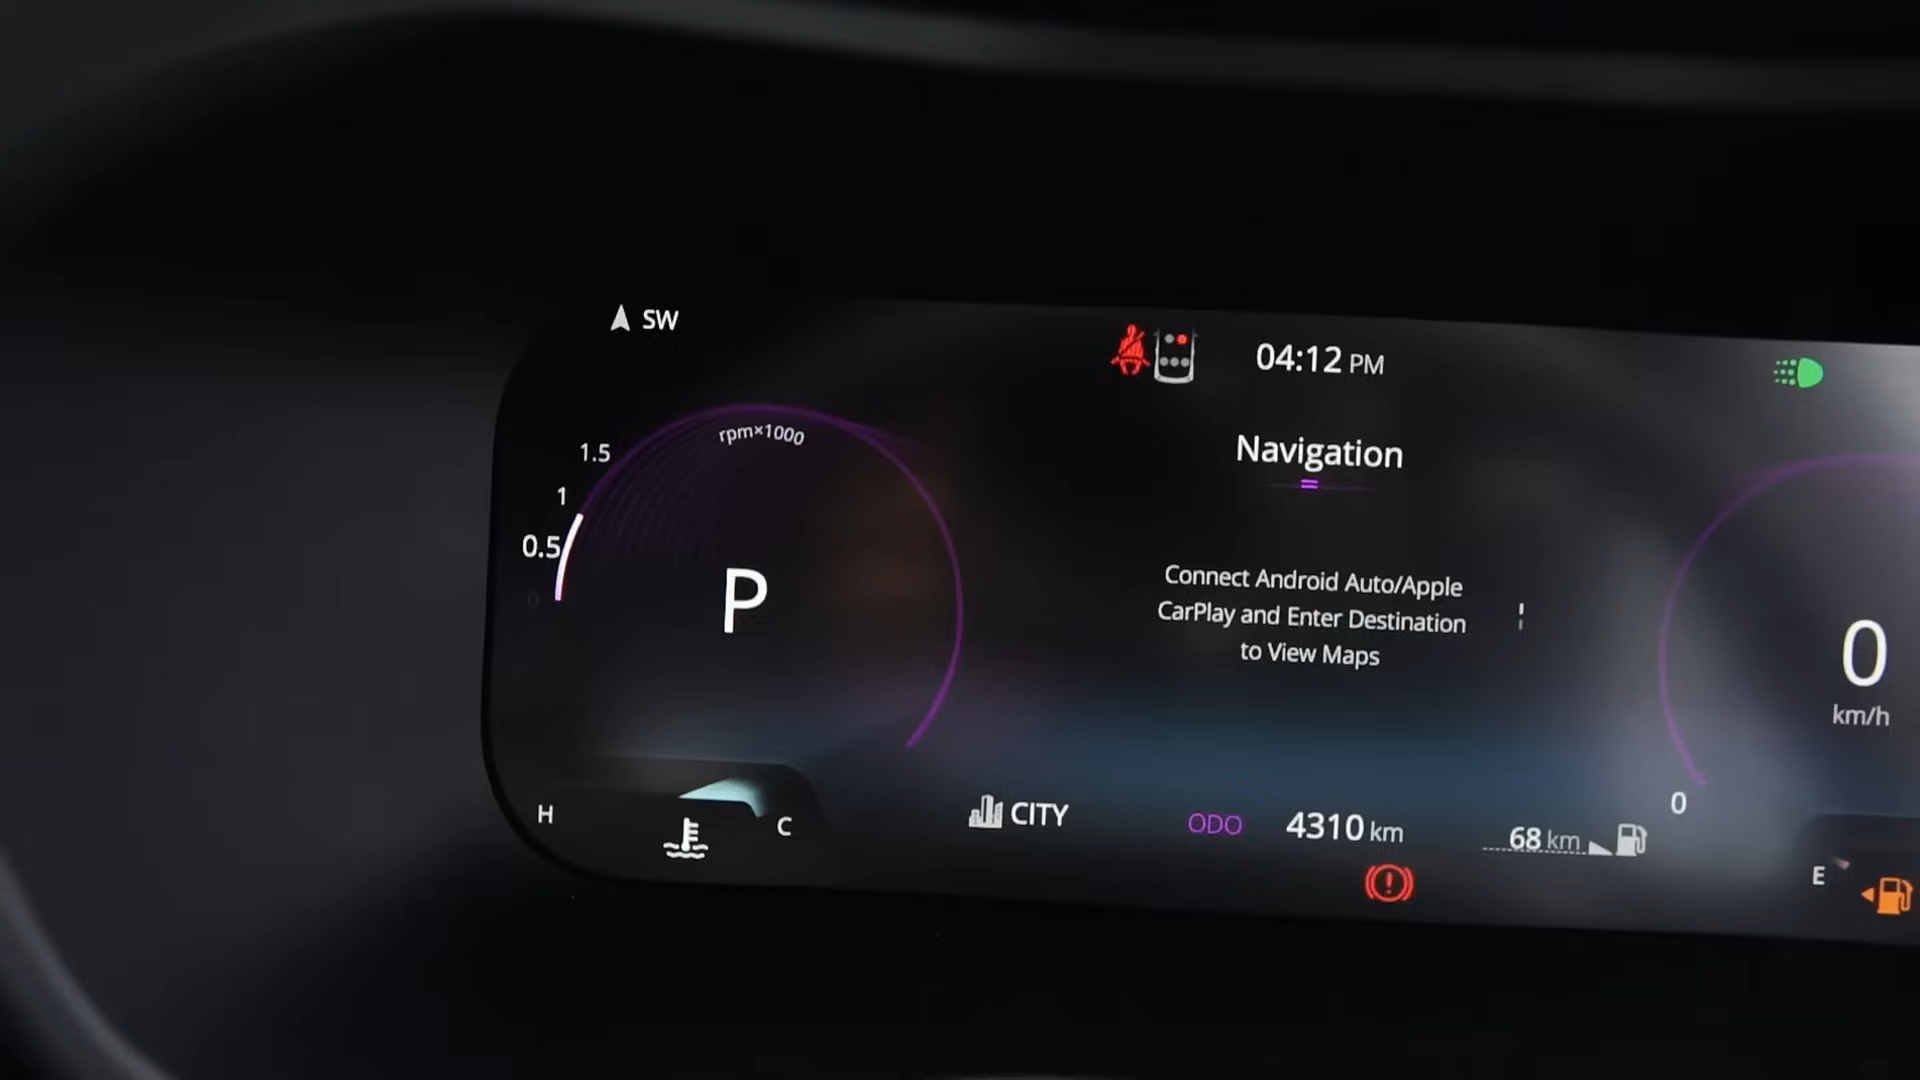 SW
04:12 PM
rpm×1000
1.5
1
0.5
0
P
Navigation
Connect Android Auto/Apple
CarPlay and Enter Destination
to View Maps
0
km/h
0
H
C
CITY
ODO 4310 km
68 km
E